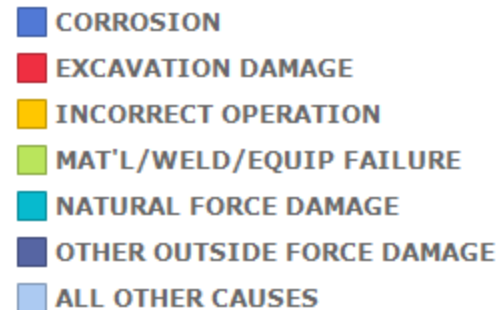 CORROSION
EXCAVATION DAMAGE
INCORRECT OPERATION
MAT'L/WELD/EQUIP FAILURE
NATURAL FORCE DAMAGE
OTHER OUTSIDE FORCE DAMAGE
ALL OTHER CAUSES